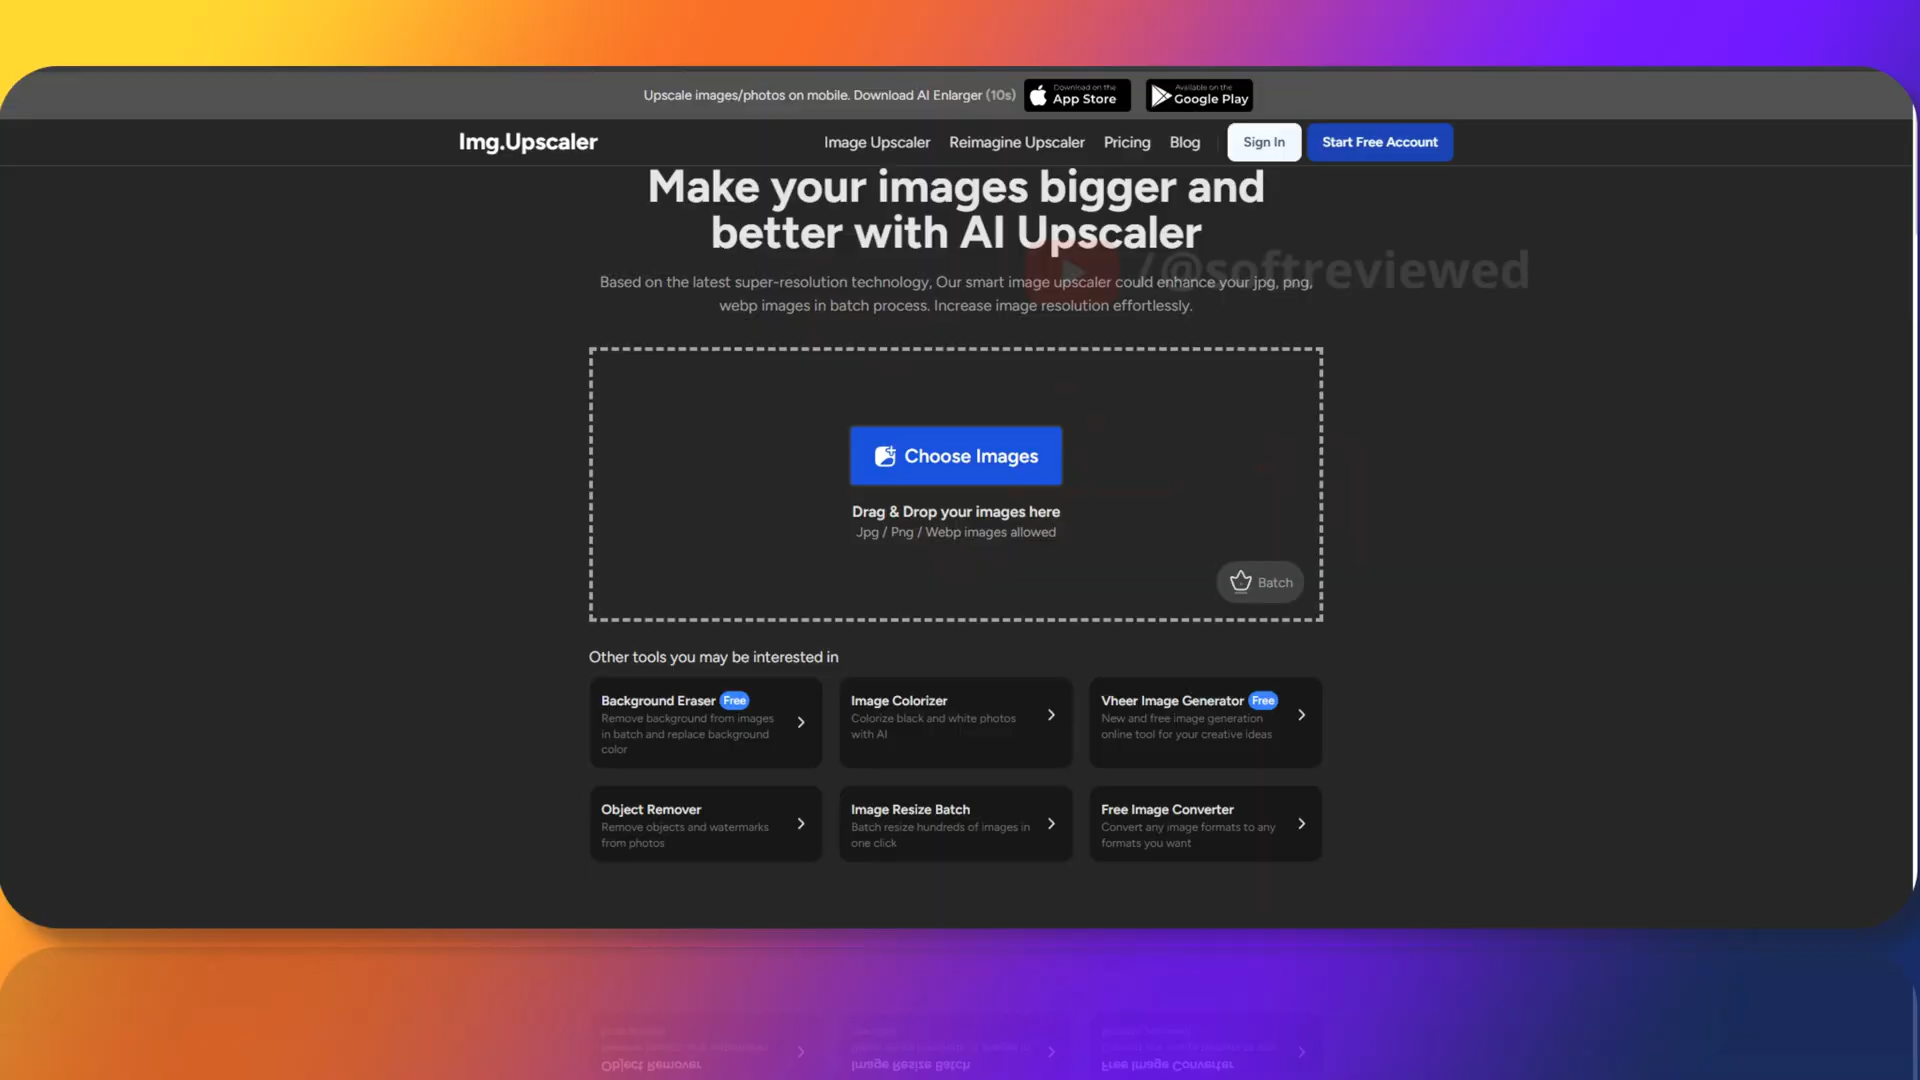 Upscale images/photos on mobile. Download AI Enlarger (10s)
Download on the
App Store
Available on the
Google Play
Img.Upscaler
Image Upscaler
Reimagine Upscaler
Pricing
Blog
Sign In
Start Free Account
Make your images bigger and
better with AI Upscaler
/@softreviewed
Based on the latest super-resolution technology, Our smart image upscaler could enhance your jpg, png,
webp images in batch process. Increase image resolution effortlessly.
Choose Images
Drag & Drop your images here
Jpg / Png / Webp images allowed
Batch
Other tools you may be interested in
Background Eraser Free
Remove background from images
in batch and replace background
color
Image Colorizer
Colorize black and white photos
with AI
Vheer Image Generator Free
New and free image generation
online tool for your creative ideas
Object Remover
Remove objects and watermarks
from photos
Image Resize Batch
Batch resize hundreds of images in
one click
Free Image Converter
Convert any image formats to any
formats you want
Object Remover
Image Resize Batch
Free Image Converter